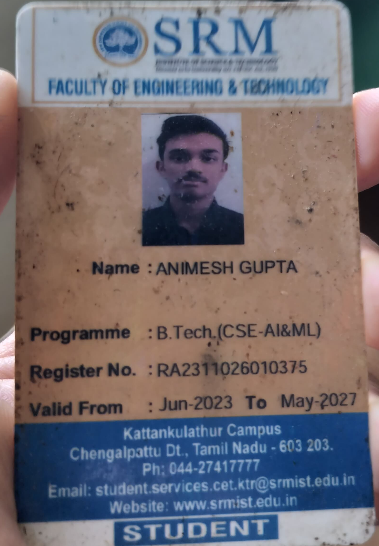 SRM
FACULTY OF ENGINEERING & TECHNOLOGY
Name : ANIMESH GUPTA
Programme : B.Tech.(CSE-AI&ML)
Register No. : RA2311026010375
Valid From : Jun-2023 To May-2027
Kattankulathur Campus
Chengalpattu Dt., Tamil Nadu - 603 203.
Ph: 044-27417777
Email: student.services.cet.ktr@srmist.edu.in
Website: www.srmist.edu.in
STUDENT